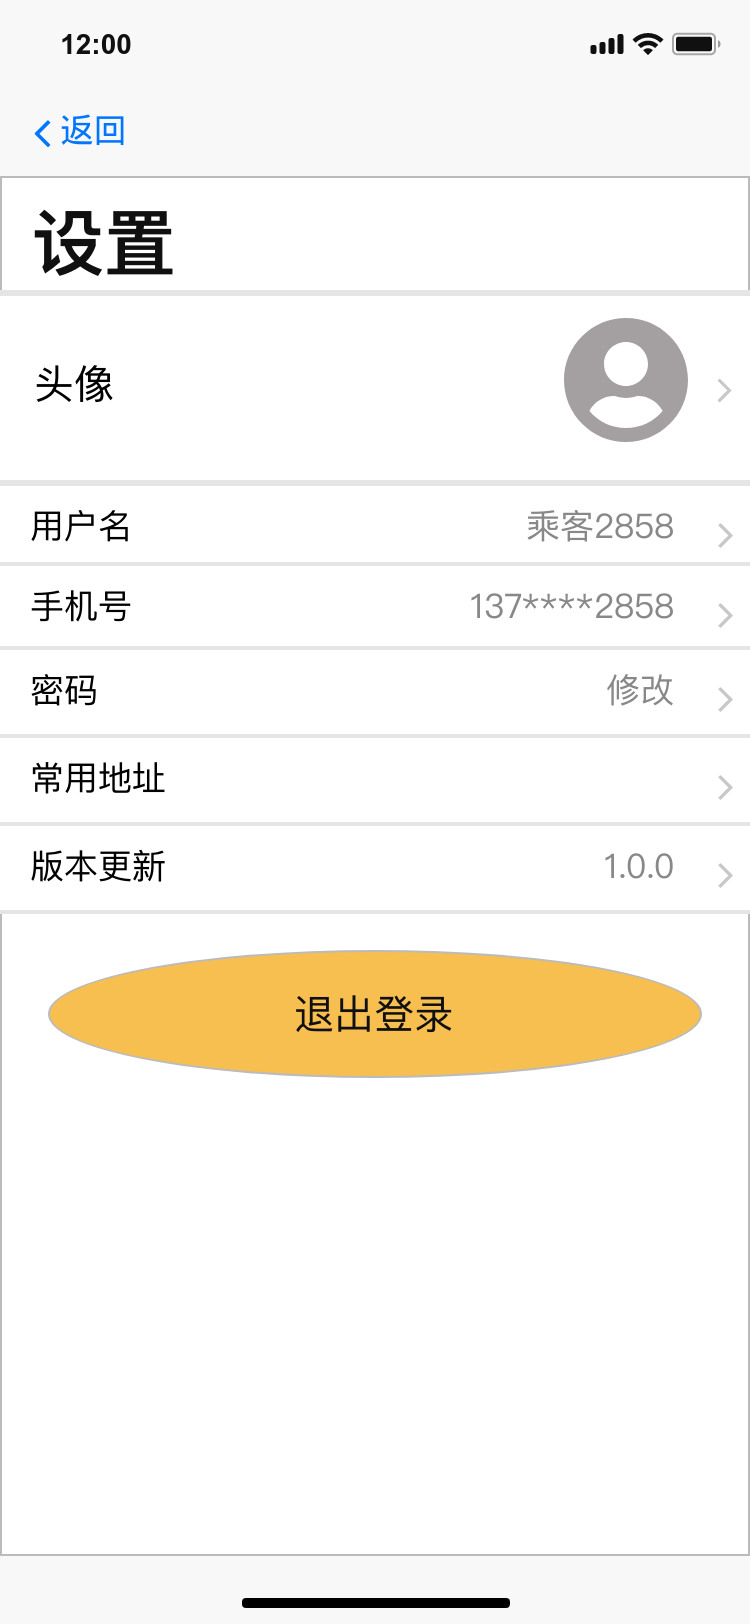 12:00
返回
设置
头像
用户名 乘客2858
手机号 137****2858
密码 修改
常用地址
版本更新 1.0.0
退出登录